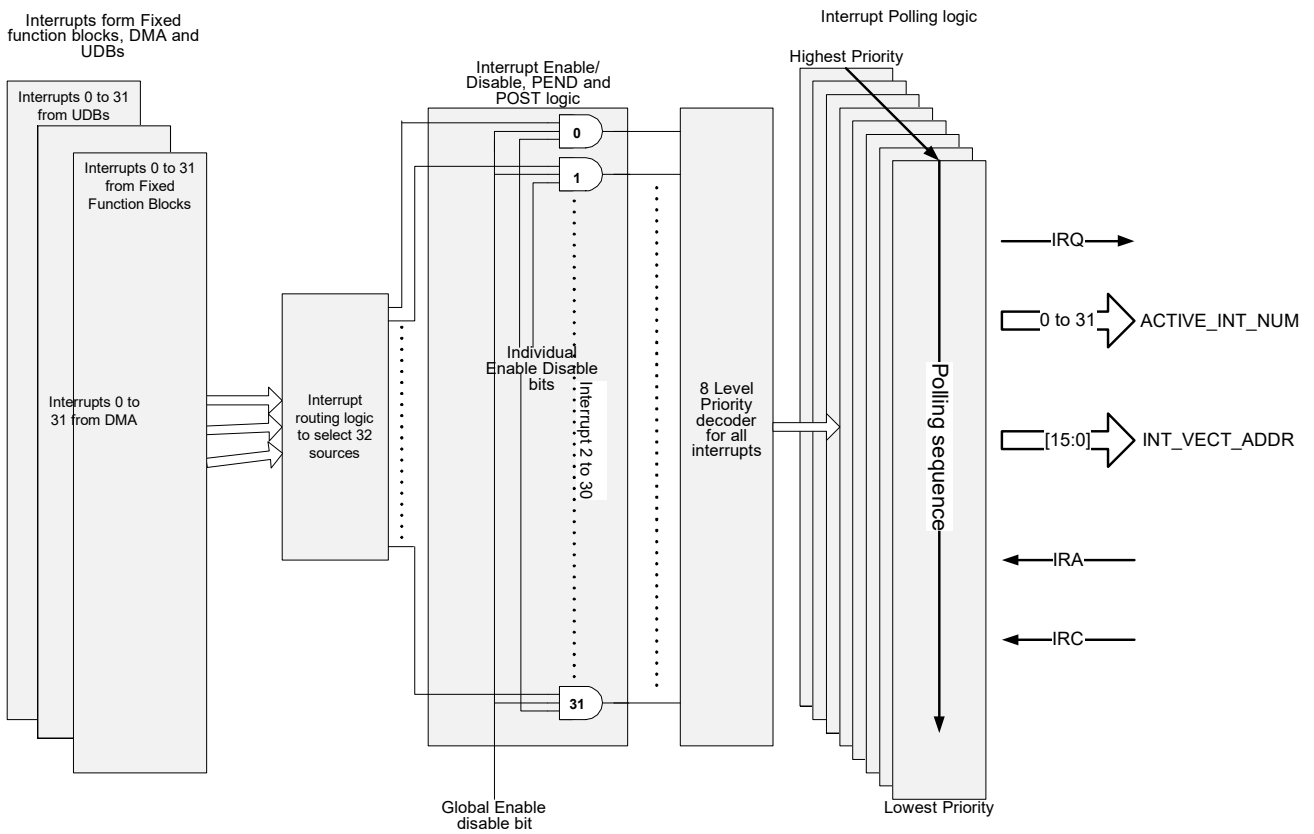 Interrupts form Fixed
function blocks, DMA and
UDBs
Interrupts 0 to 31
from UDBs
Interrupts 0 to 31
from Fixed
Function Blocks
Interrupts 0 to
31 from DMA
Interrupt
routing logic
to select 32
sources
Interrupt Enable/
Disable, PEND and
POST logic
0
1
Individual
Enable Disable
bits
Interrupt 2 to 30
31
Global Enable
disable bit
8 Level
Priority
decoder
for all
interrupts
Interrupt Polling logic
Highest Priority
Polling sequence
Lowest Priority
IRQ
0 to 31 ACTIVE_INT_NUM
[15:0] INT_VECT_ADDR
IRA
IRC